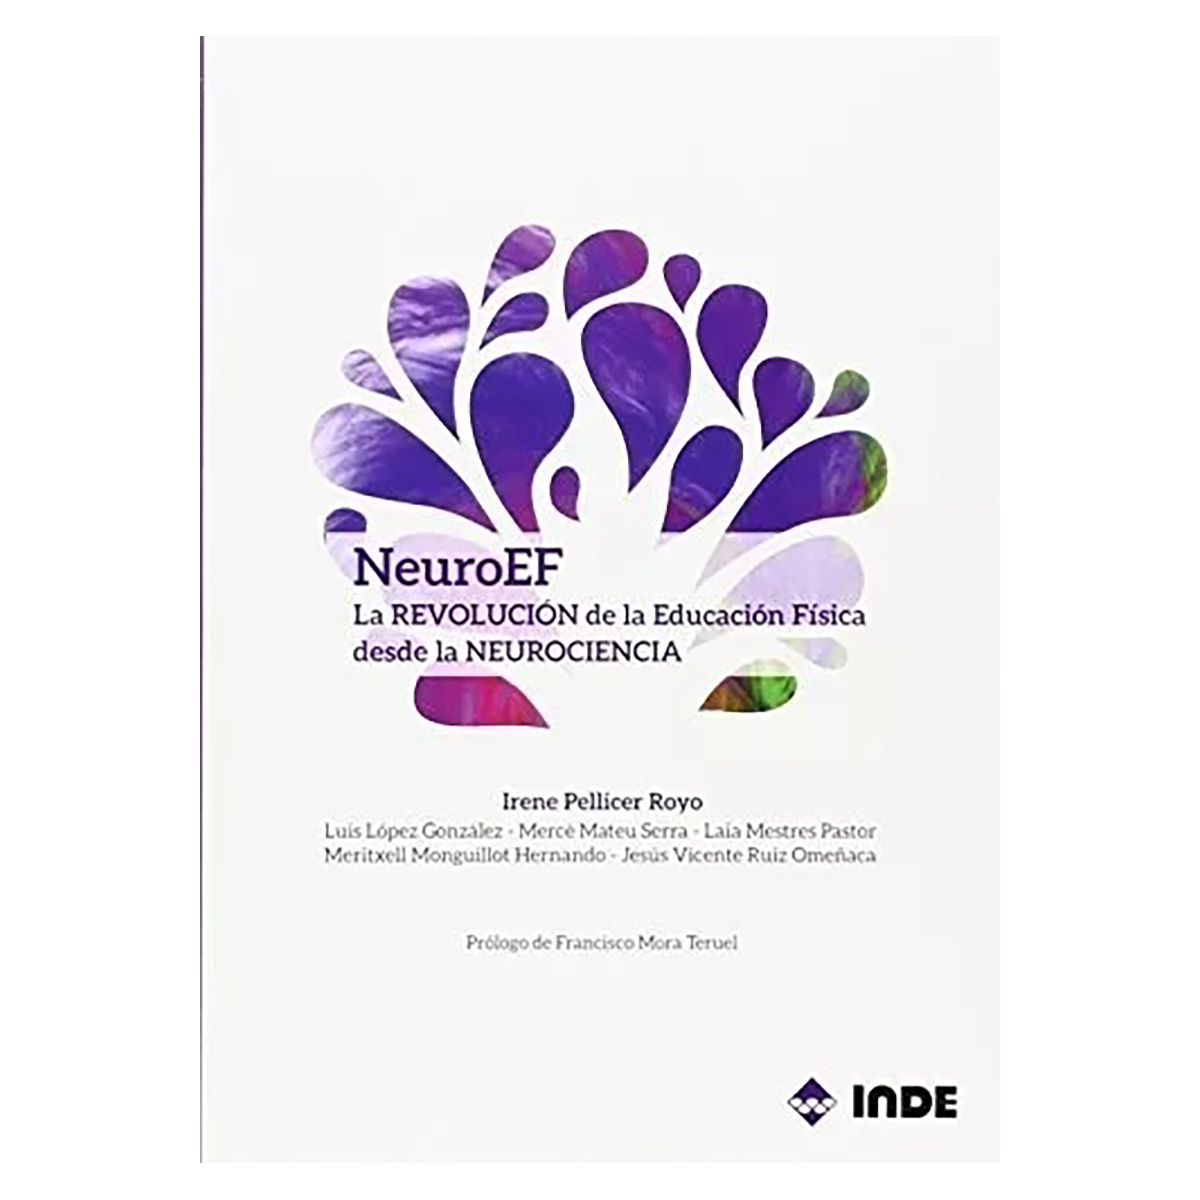 NeuroEF
La REVOLUCIÓN de la Educación Física
desde la NEUROCIENCIA
Irene Pellicer Royo
Luis López González - Mercè Mateu Serra - Laia Mestres Pastor
Meritxell Monguillot Hernando - Jesús Vicente Ruiz Omeñaca
Prólogo de Francisco Mora Teruel
INDE